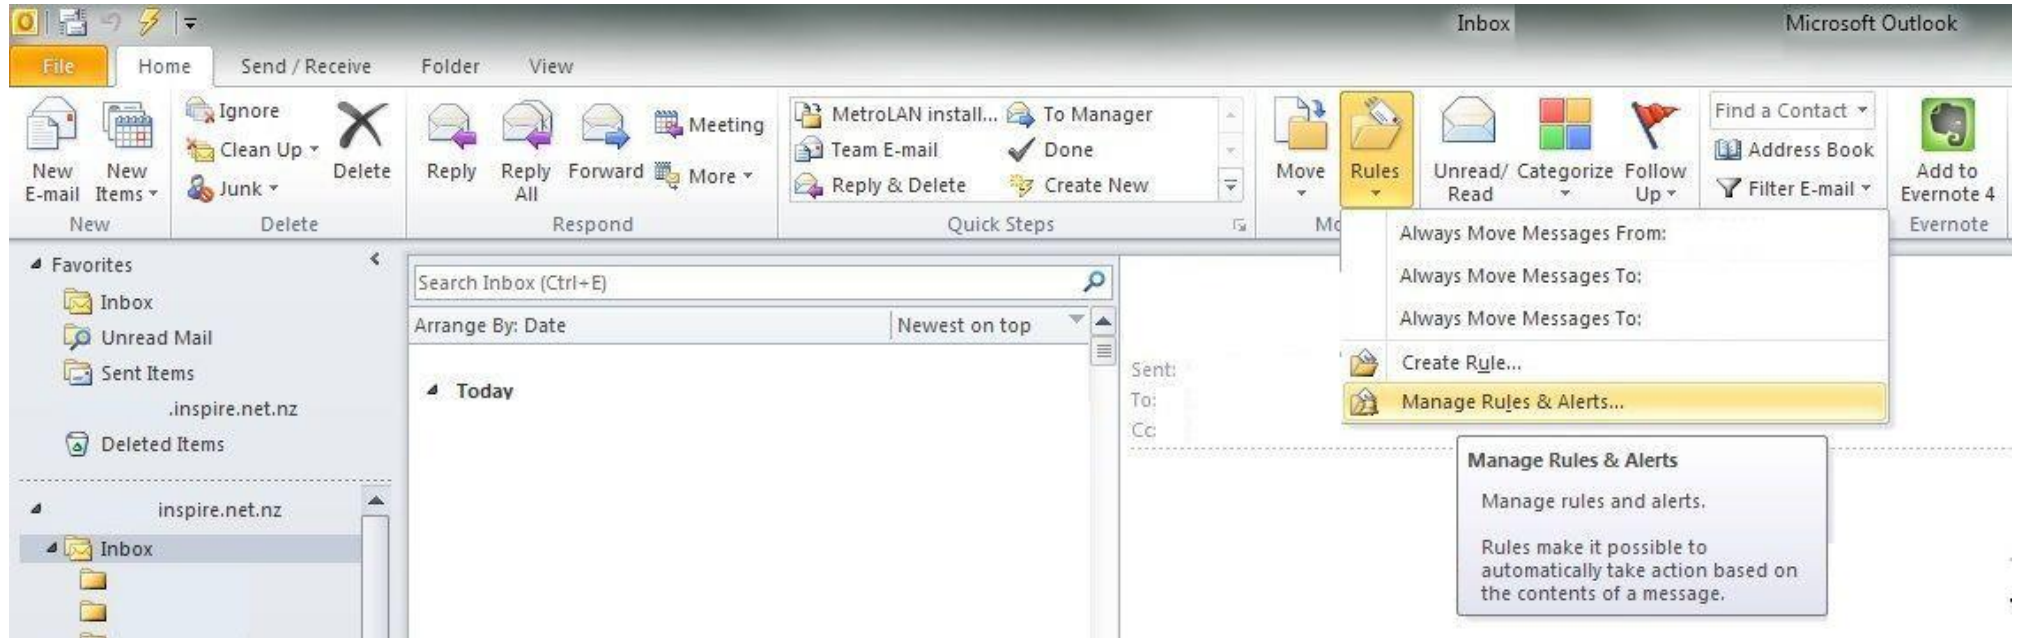 Inbox
Microsoft Outlook
File
Home
Send / Receive
Folder
View
New
E-mail
New
Items
New
Ignore
Clean Up
Junk
Delete
Delete
Reply
Reply
All
Forward
Meeting
More
Respond
MetroLAN install...
To Manager
Team E-mail
Done
Reply & Delete
Create New
Quick Steps
Move
Rules
Unread/
Read
Categorize
Follow
Up
Find a Contact
Address Book
Filter E-mail
Add to
Evernote 4
Evernote
Always Move Messages From:
Always Move Messages To:
Always Move Messages To:
Create Rule...
Manage Rules & Alerts...
Manage Rules & Alerts
Manage rules and alerts.
Rules make it possible to
automatically take action based on
the contents of a message.
Favorites
Inbox
Unread Mail
Sent Items
.inspire.net.nz
Deleted Items
inspire.net.nz
Inbox
Search Inbox (Ctrl+E)
Arrange By: Date
Newest on top
Today
Sent:
To:
Cc: